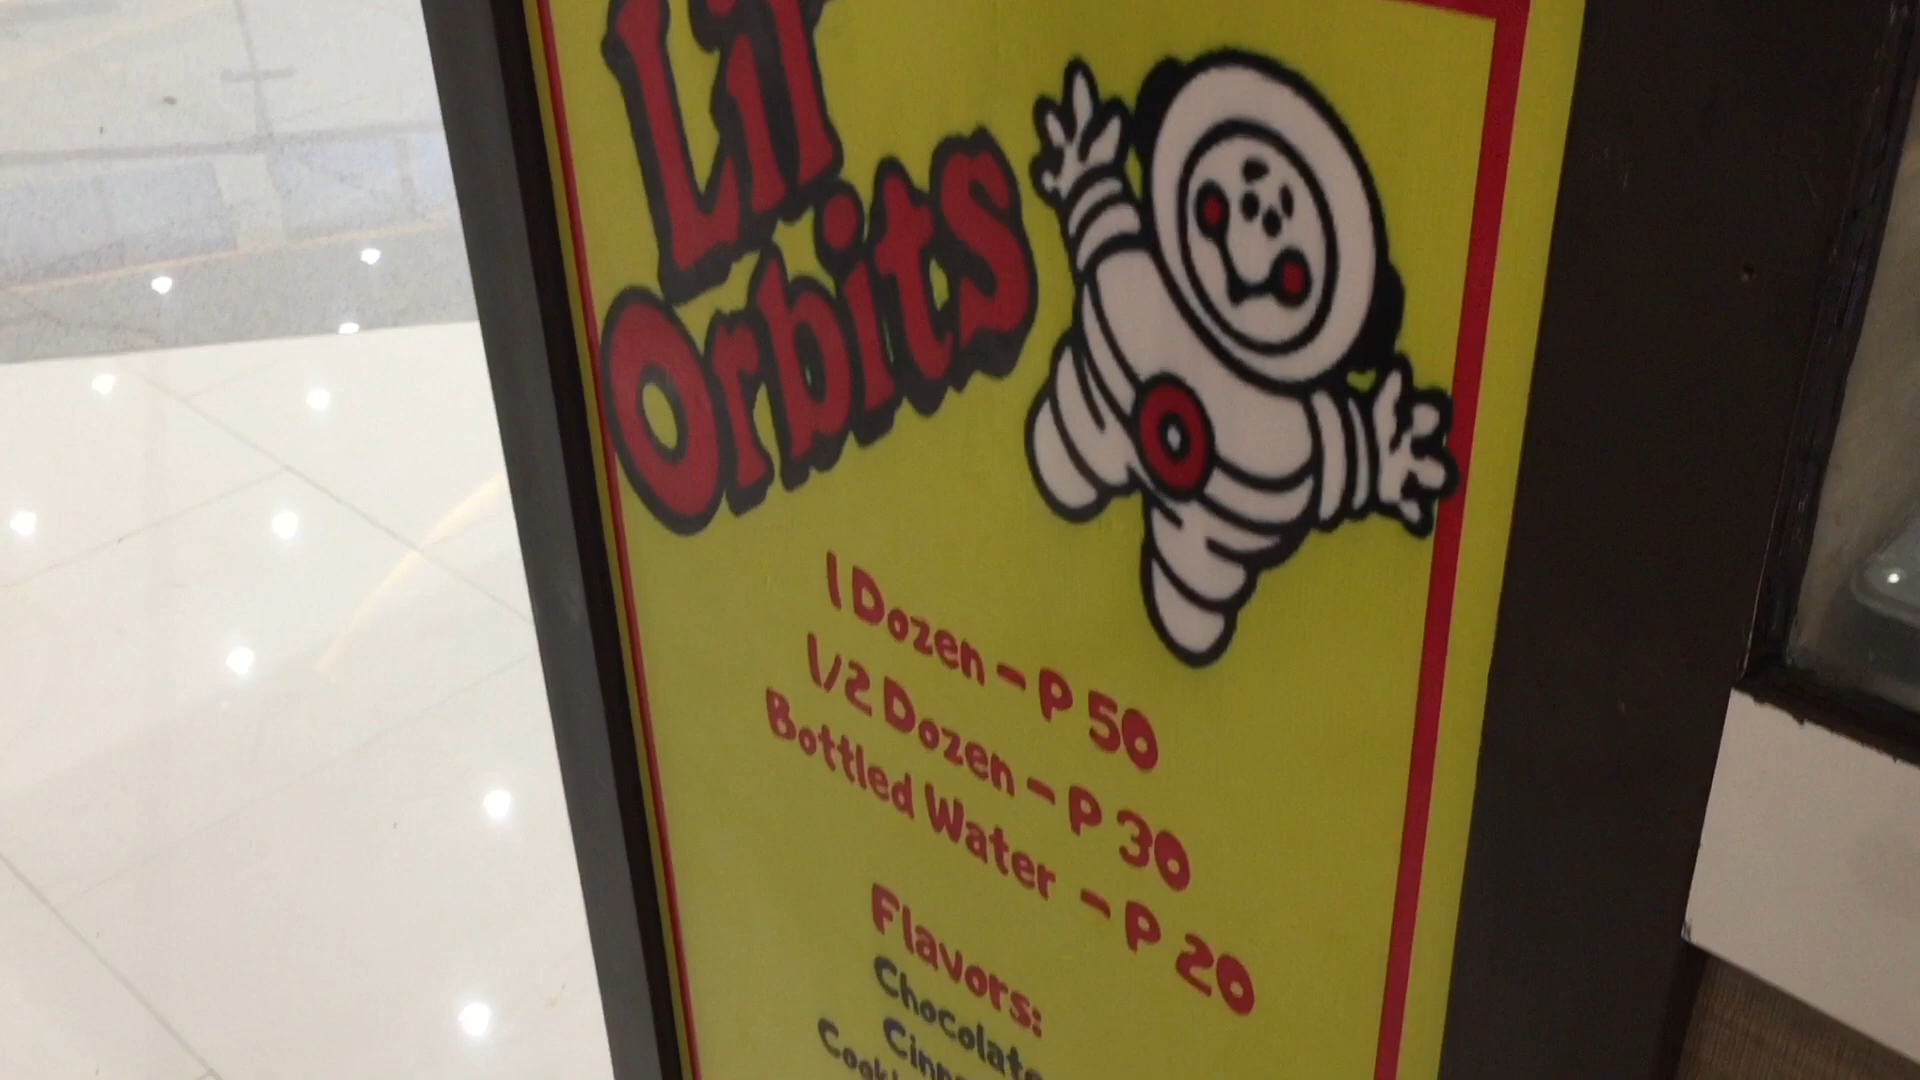 Lil'
Orbits
1 Dozen - P 50
1/2 Dozen - P 30
Bottled Water - P 20
Flavors:
Chocolate